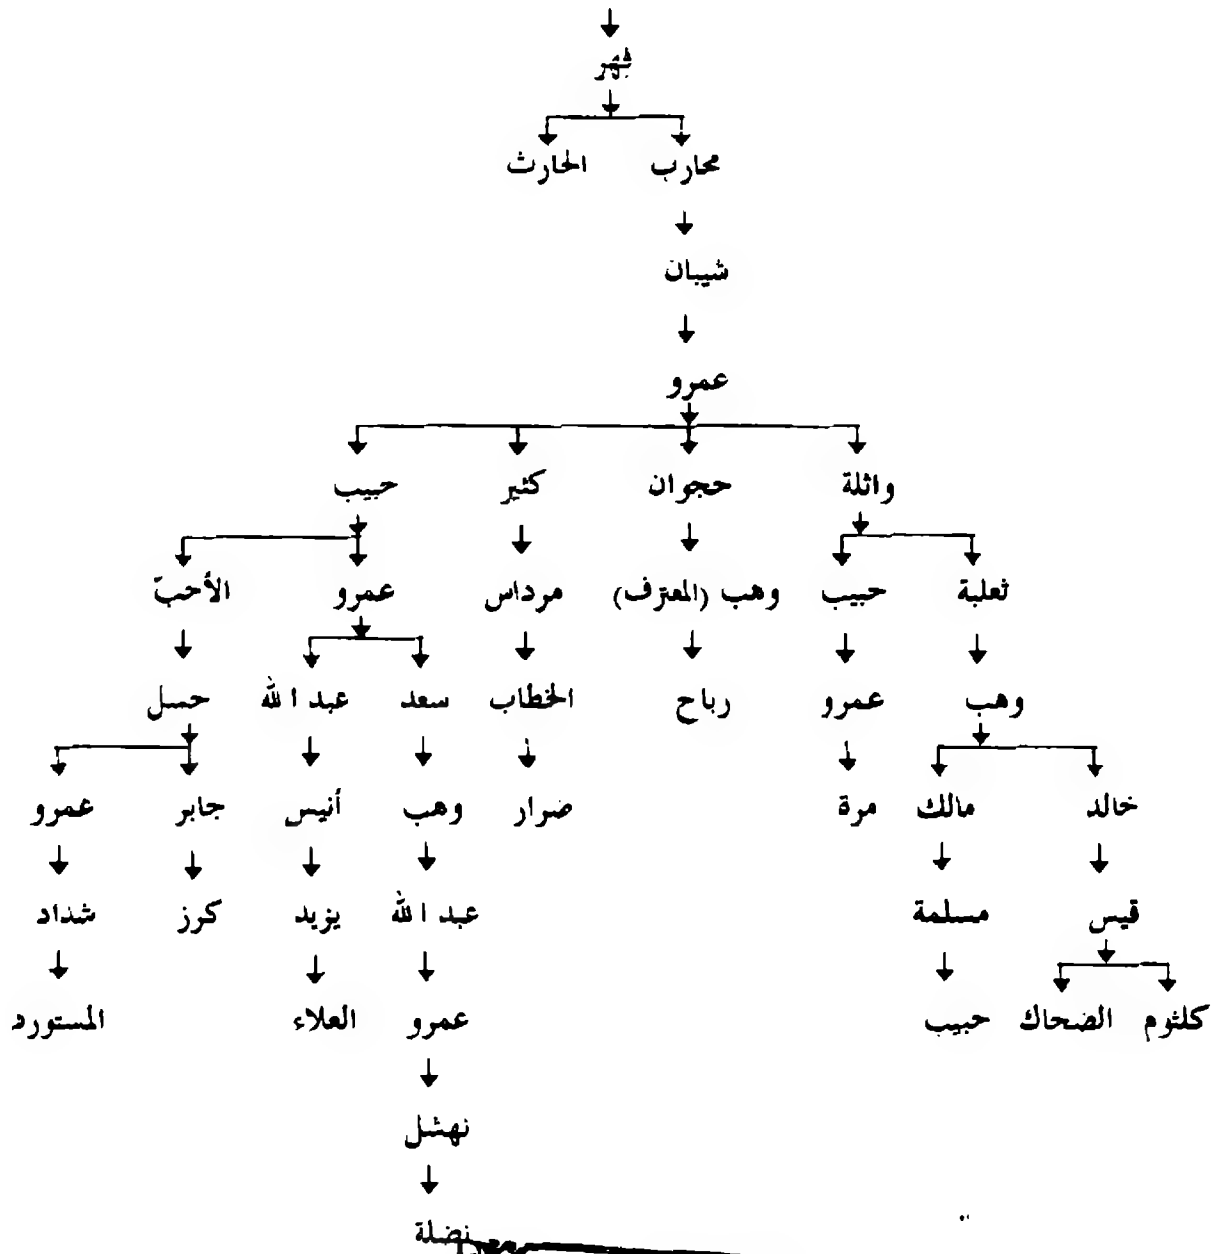 فهر
محارب الحارث
شيبان
عمرو
واثلة حجوان كثير حبيب
ثعلبة حبيب وهب (المعترف) مرداس عمرو الأحبّ
وهب عمرو رباح الخطاب سعد عبد الله حسل
خالد مالك مرة ضرار وهب أنيس جابر عمرو
قيس مسلمة عبد الله يزيد كرز شداد
كلثوم الضحاك حبيب عمرو العلاء المستورد
نهشل
نضلة